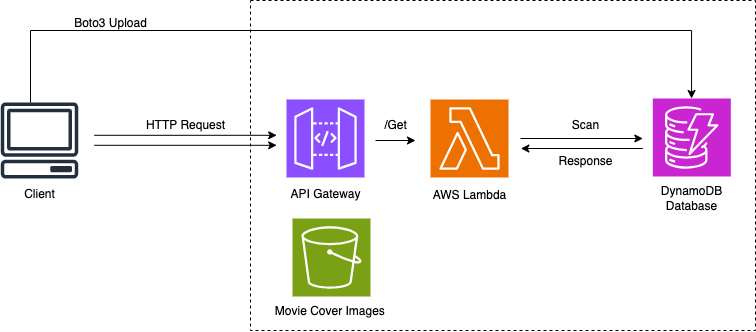 Boto3 Upload
HTTP Request
/Get
Scan
Response
</>
Client
API Gateway
AWS Lambda
DynamoDB
Database
Movie Cover Images